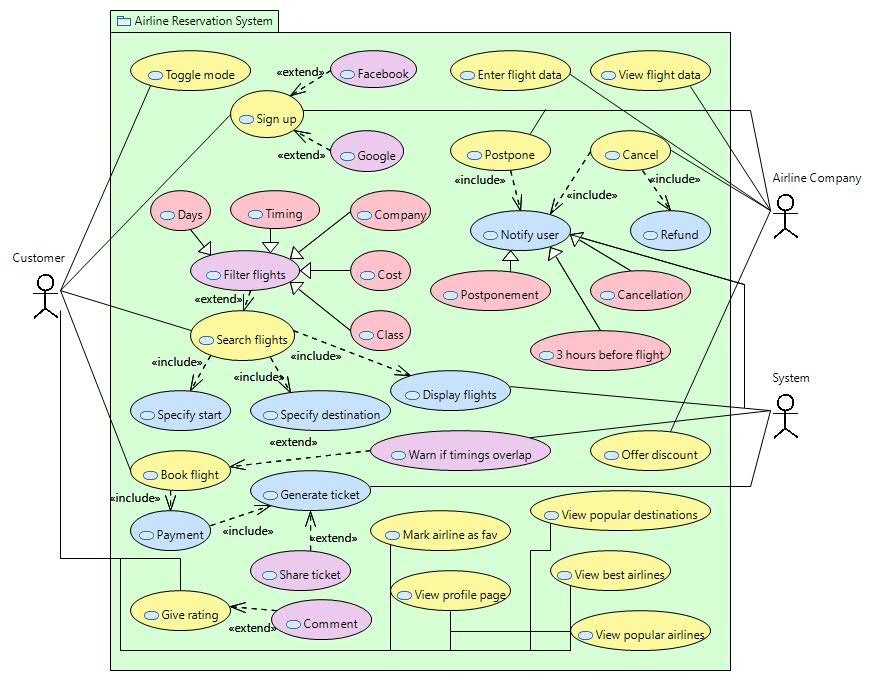 Airline Reservation System
Toggle mode
«extend»
Facebook
Enter flight data
View flight data
Sign up
«extend»
Google
Postpone
Cancel
«include»
«include»
«include»
Airline Company
Days
Timing
Company
Notify user
Refund
Customer
Filter flights
Cost
«extend»
Postponement
Cancellation
Search flights
Class
«include»
3 hours before flight
«include»
«include»
System
Display flights
Specify start
Specify destination
«extend»
Warn if timings overlap
Offer discount
Book flight
«include»
Generate ticket
View popular destinations
Payment
«include»
Mark airline as fav
«extend»
Share ticket
View best airlines
View profile page
Give rating
«extend»
Comment
View popular airlines